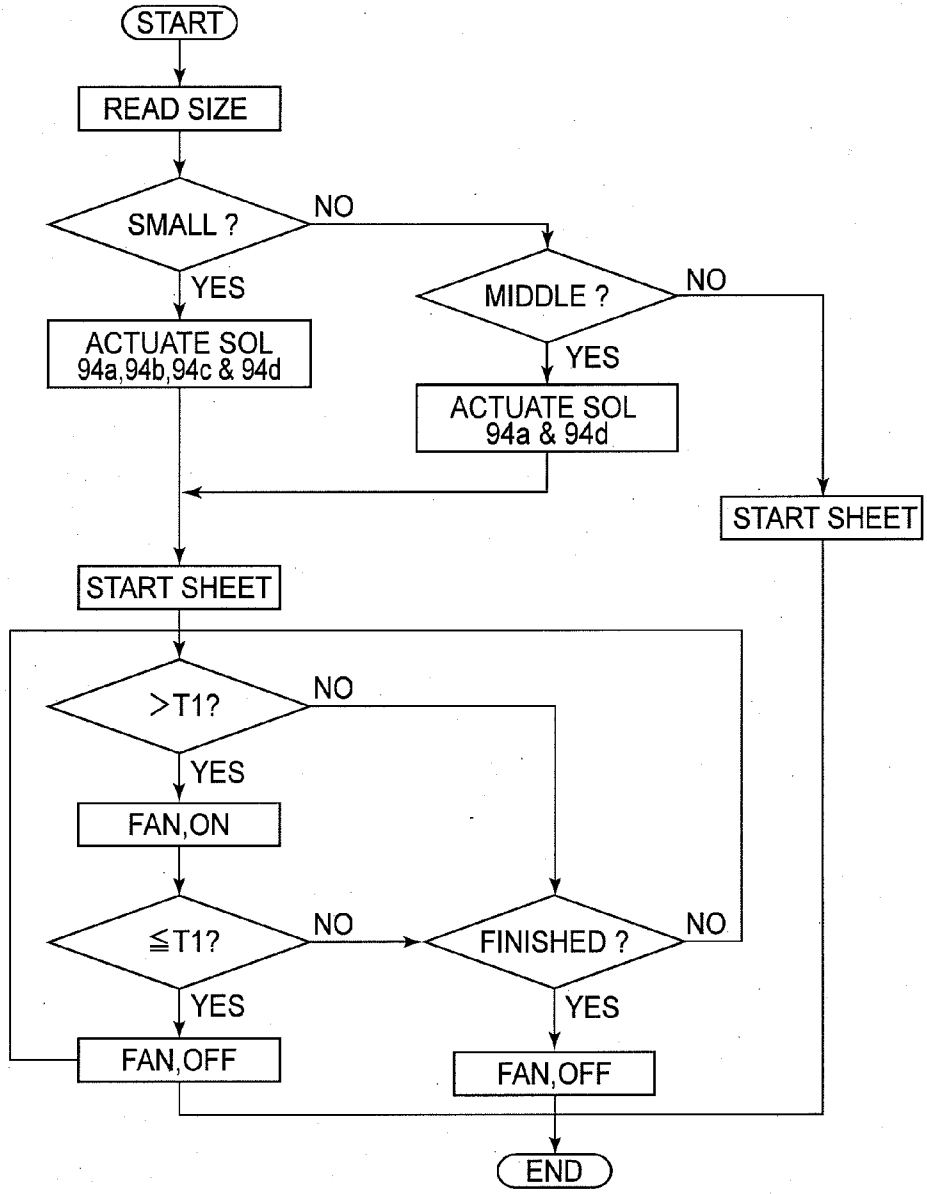 START
READ SIZE
SMALL ?
NO
YES
MIDDLE ?
NO
YES
ACTUATE SOL
94a,94b,94c & 94d
ACTUATE SOL
94a & 94d
START SHEET
START SHEET
>T1?
NO
YES
FAN,ON
≦T1?
NO
YES
FINISHED ?
NO
YES
FAN,OFF
FAN,OFF
END